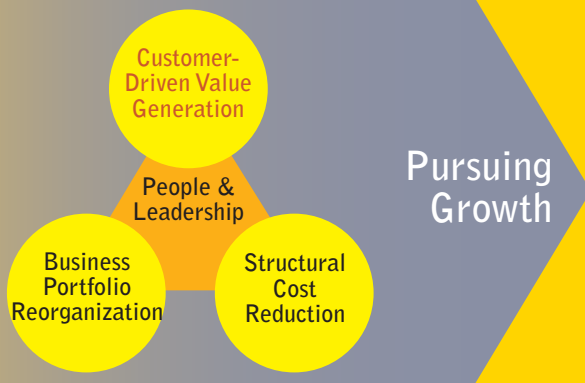 Customer-
Driven Value
Generation
People &
Leadership
Business
Portfolio
Reorganization
Structural
Cost
Reduction
Pursuing
Growth